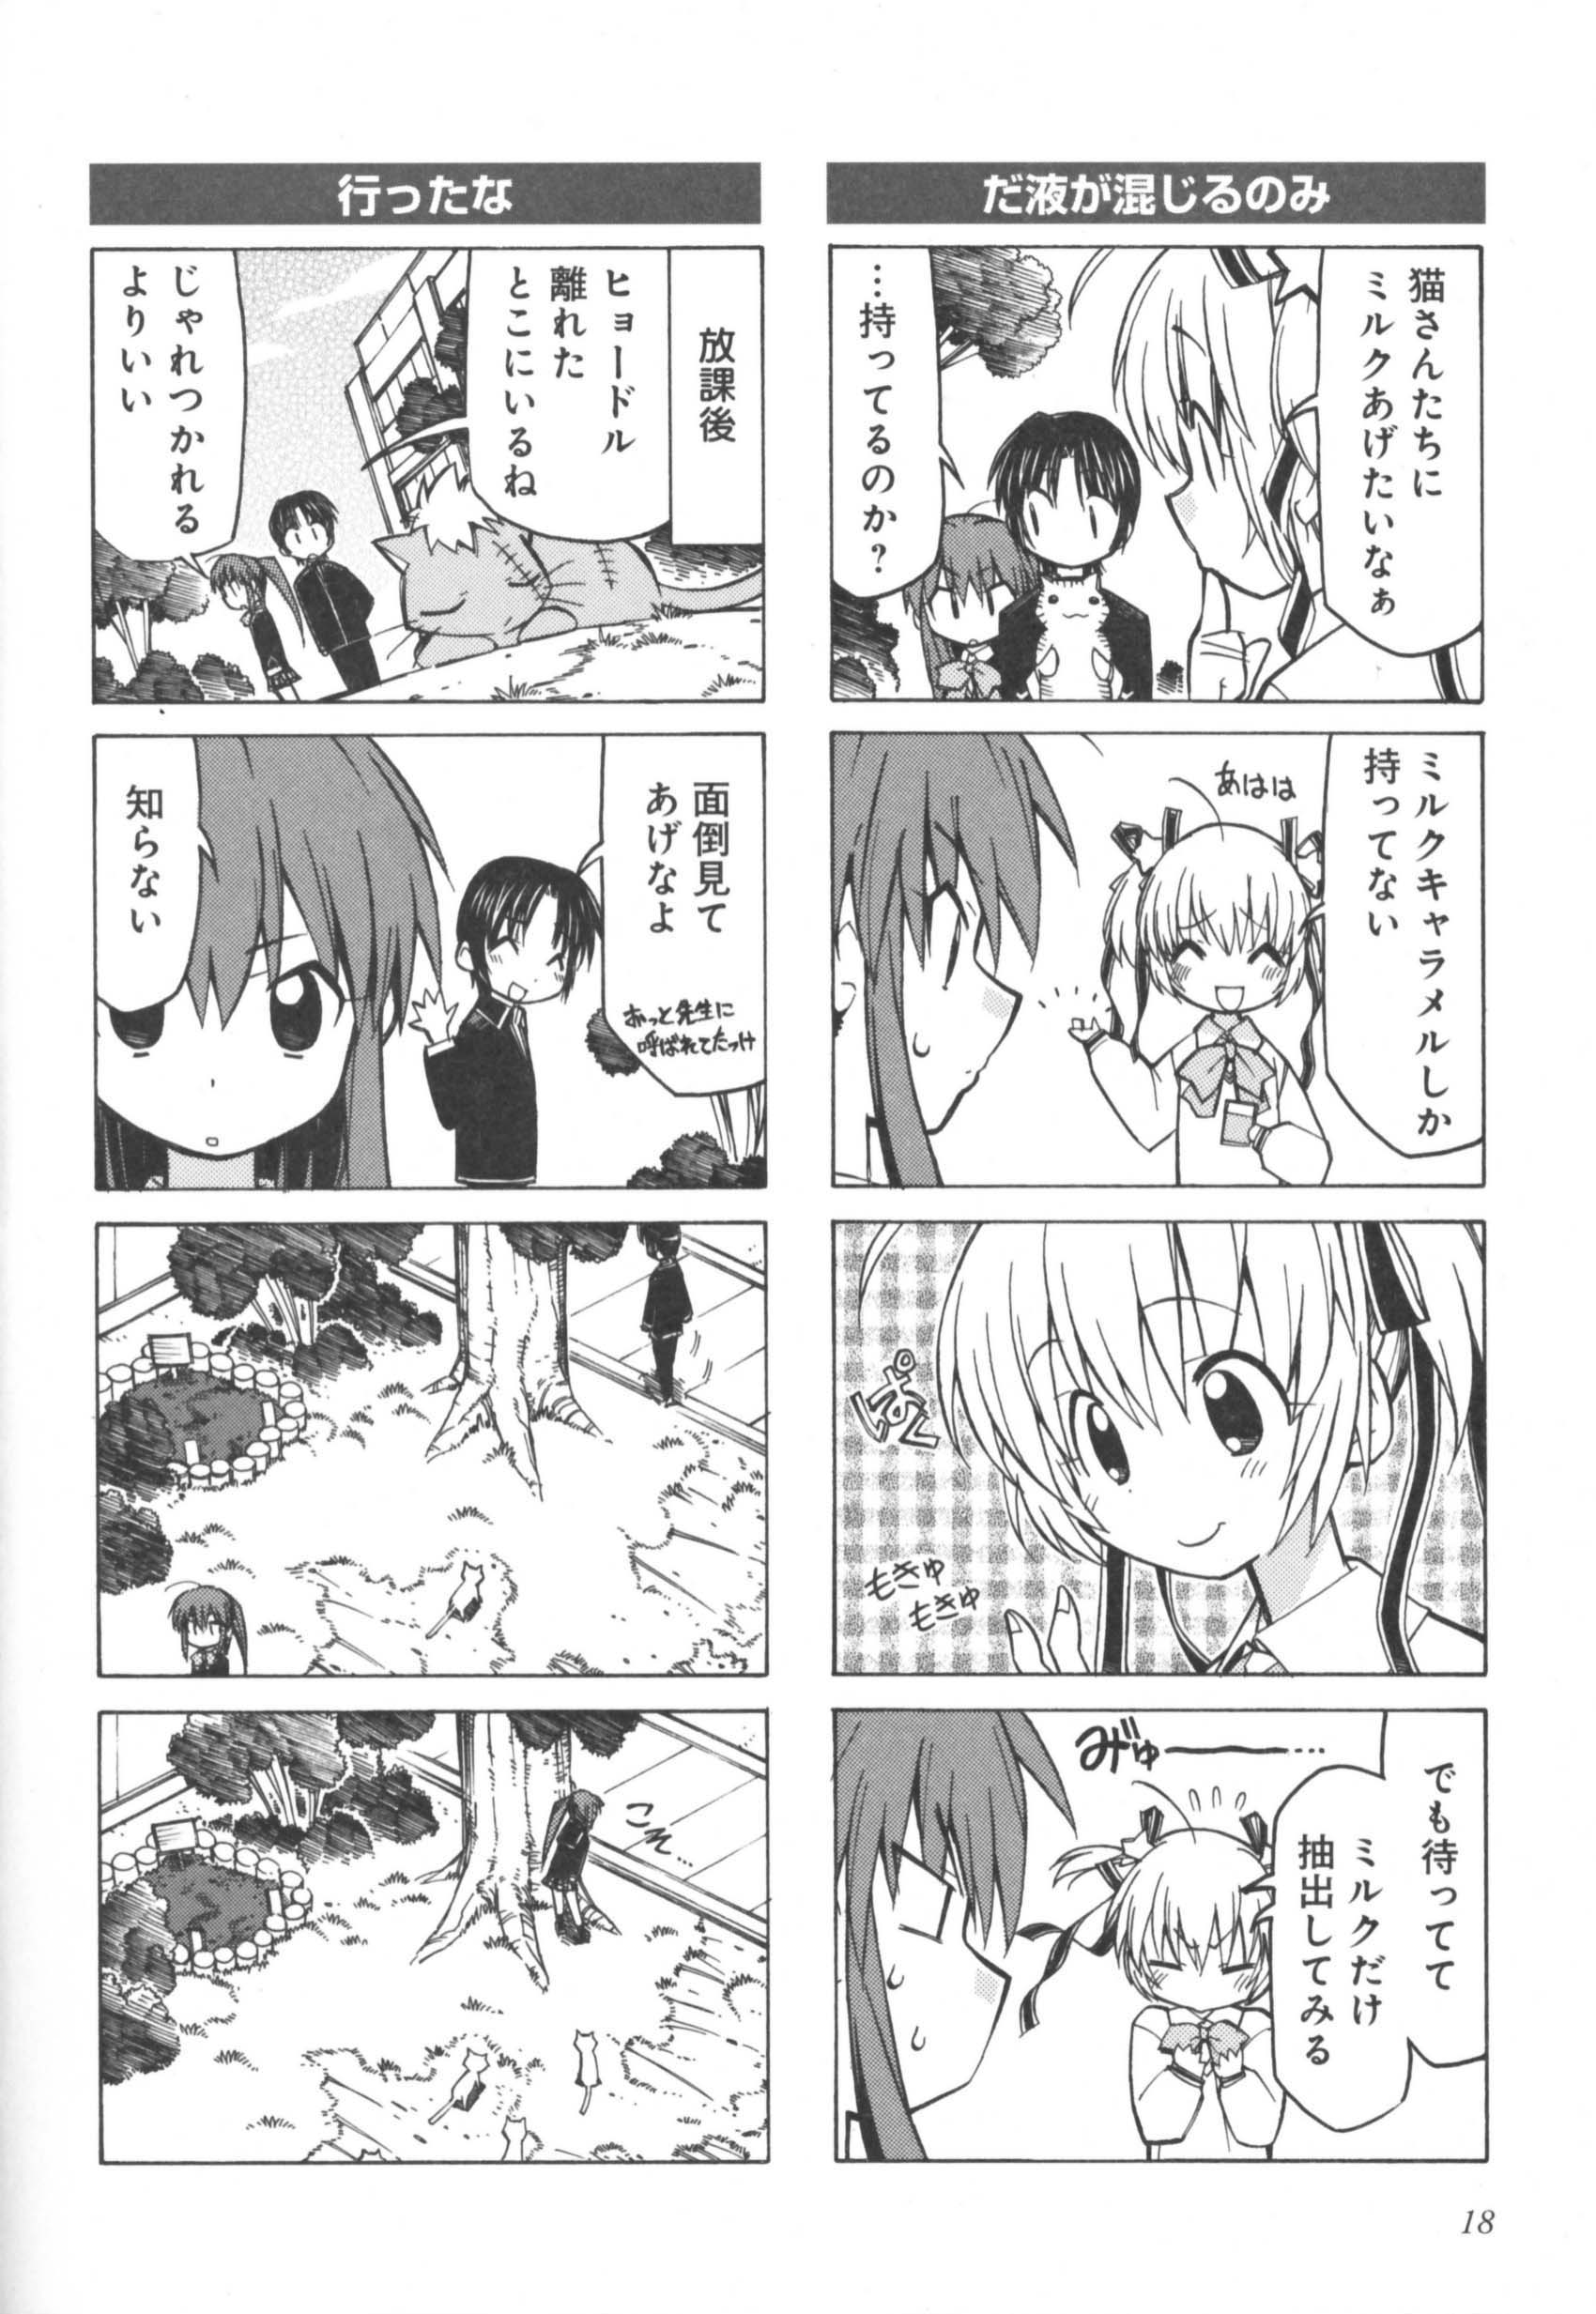 だ液が混じるのみ
猫さんたちに
ミルクあげたいなぁ
…持ってるのか？
ミルクキャラメルしか
持ってない
あはは
ぱく
もきゅ
もきゅ
でも待ってて
ミルクだけ
抽出してみる
みゅ――――…
行ったな
放課後
ヒョードル
離れた
とこにいるね
じゃれつかれる
よりいい
面倒見て
あげなよ
おっと先生に
呼ばれてたっけ
知らない
こそ…
18